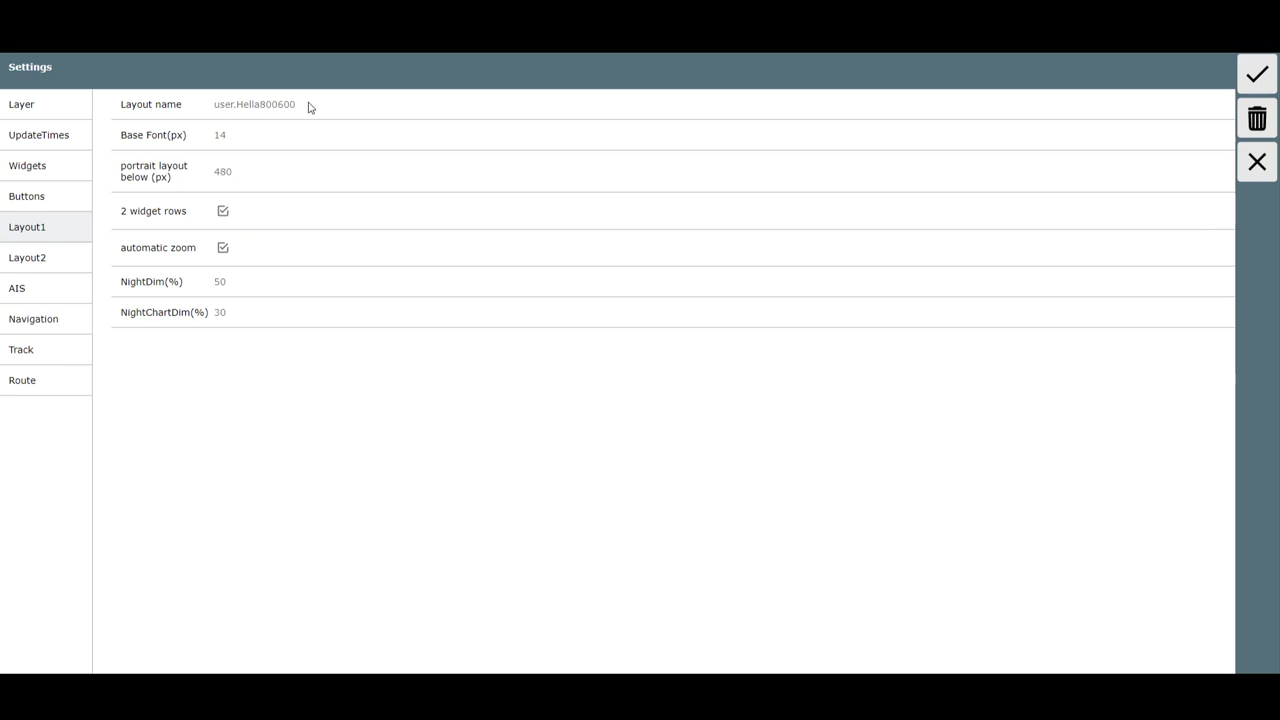 Settings
Layer
UpdateTimes
Widgets
Buttons
Layout1
Layout2
AIS
Navigation
Track
Route
Layout name user.Hella800600
Base Font(px) 14
portrait layout
below (px) 480
2 widget rows
automatic zoom
NightDim(%) 50
NightChartDim(%) 30